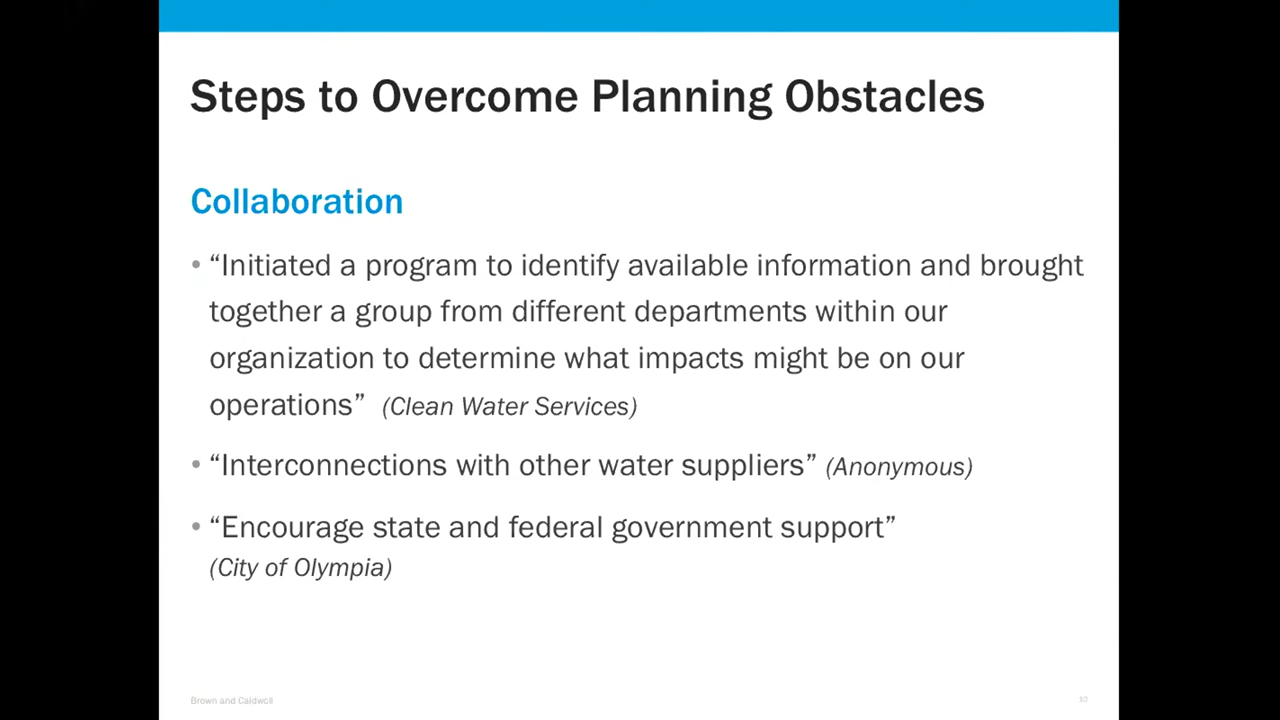 Steps to Overcome Planning Obstacles
Collaboration
• “Initiated a program to identify available information and brought
together a group from different departments within our
organization to determine what impacts might be on our
operations” (Clean Water Services)
• “Interconnections with other water suppliers” (Anonymous)
• “Encourage state and federal government support”
(City of Olympia)
Brown and Caldwell